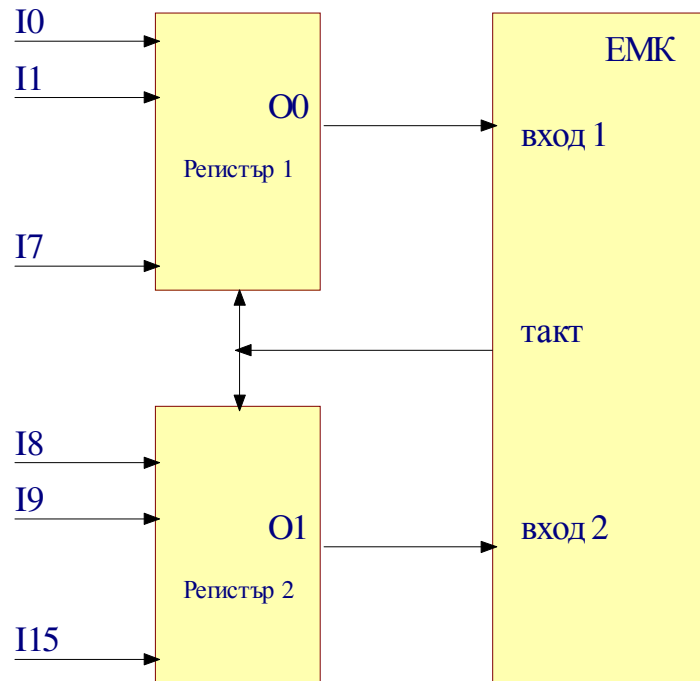 I0
I1
O0
Регистър 1
I7
ЕМК
вход 1
такт
I8
I9
O1
Регистър 2
I15
вход 2